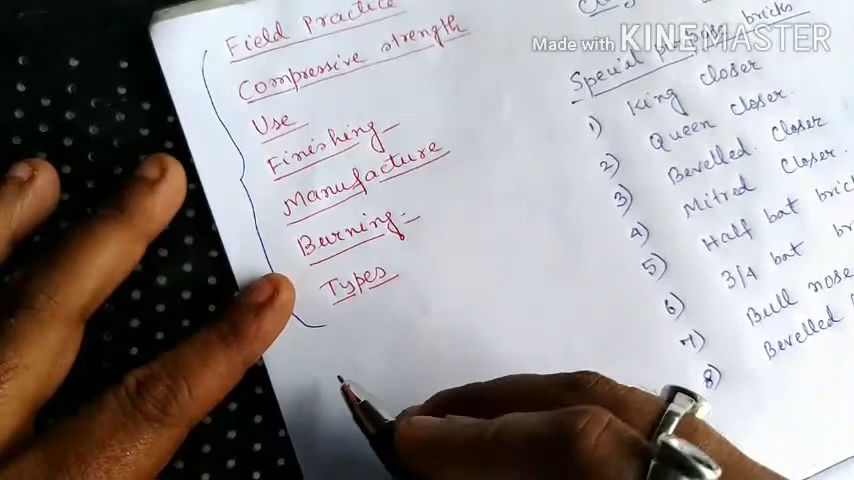 Field Practice
Compressive strength
Use
Finishing
Manufacture
Burning :-
Types
Made with KINEMASTER
Special bricks
1) King closer
2) Queen closer.
3) Bevelled closer
4) Mitred closer.
5) Half bat brick
6) 3/4 bat
7) Bull nose
8) Bevelled